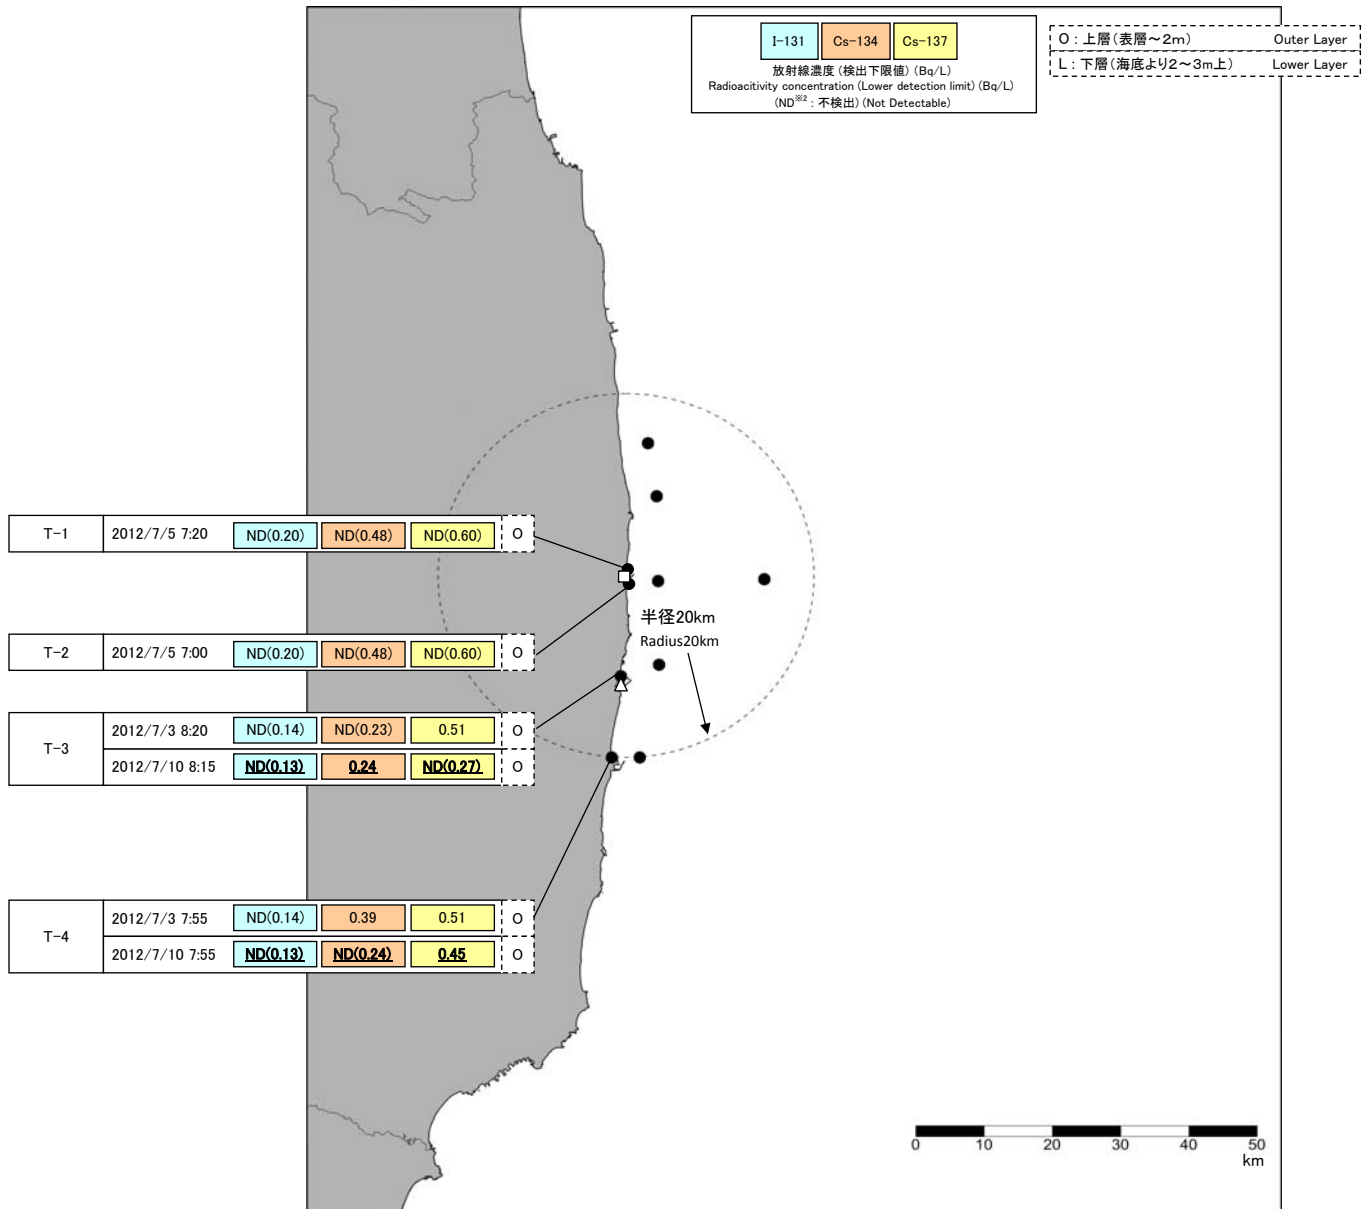 I-131 Cs-134 Cs-137
放射線濃度(検出下限値)(Bq/L)
Radioacitivity concentration (Lower detection limit) (Bq/L)
(ND※2 : 不検出) (Not Detectable)
O : 上層(表層～2m) Outer Layer
L : 下層(海底より2～3m上) Lower Layer
T-1 2012/7/5 7:20 ND(0.20) ND(0.48) ND(0.60) O
半径20km
Radius20km
T-2 2012/7/5 7:00 ND(0.20) ND(0.48) ND(0.60) O
T-3
2012/7/3 8:20 ND(0.14) ND(0.23) 0.51 O
2012/7/10 8:15 ND(0.13) 0.24 ND(0.27) O
T-4
2012/7/3 7:55 ND(0.14) 0.39 0.51 O
2012/7/10 7:55 ND(0.13) ND(0.24) 0.45 O
0 10 20 30 40 50
km